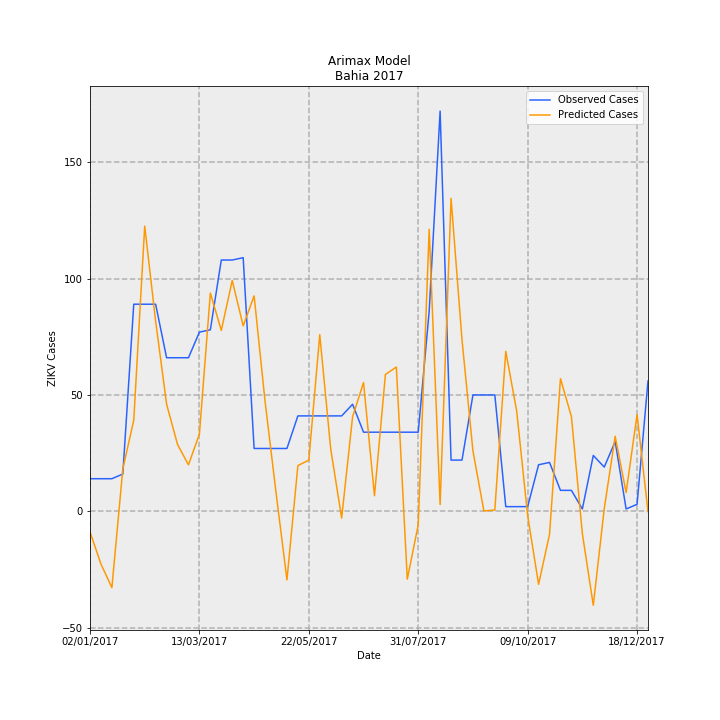 Arimax Model
Bahia 2017
Observed Cases
Predicted Cases
150
100
50
0
−50
ZIKV Cases
02/01/2017 13/03/2017 22/05/2017 31/07/2017 09/10/2017 18/12/2017
Date